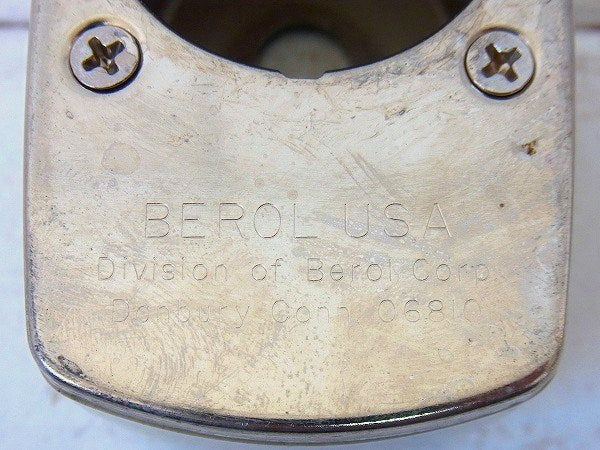 BEROL USA
Division of Berol Corp.
Danbury Conn. 06810